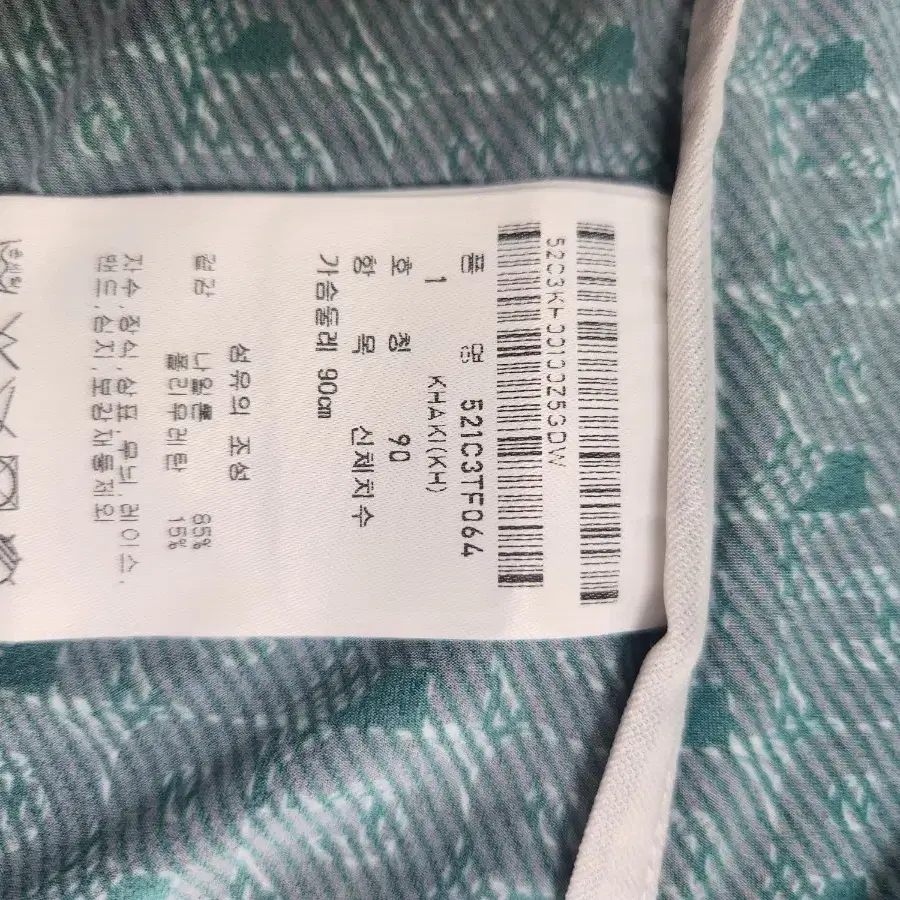 품 명 521C3TF064
1 KHAKI(KH)
호 칭 90
항 목 신체치수
가슴둘레 90㎝
섬유의 조성
겉감 나일론 85%
폴리우레탄 15%
자수,장식,상표,무늬,레이스,
밴드,심지,보강재등제외